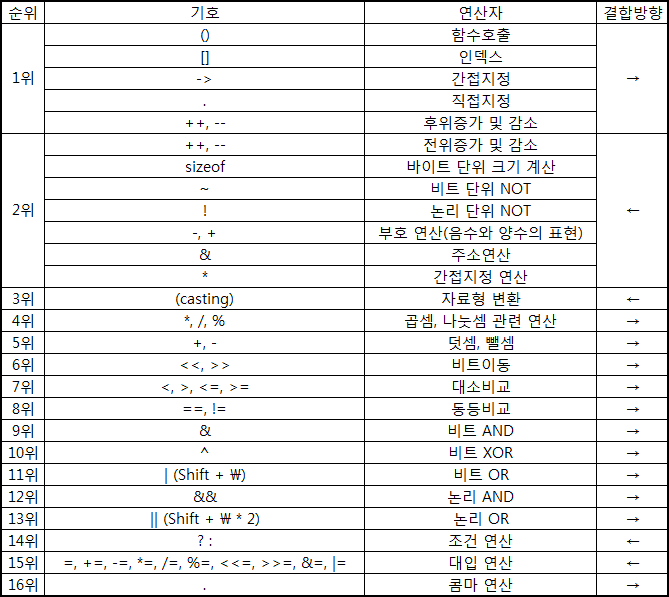 순위 기호 연산자 결합방향
1위 () 함수호출 →
[] 인덱스
-> 간접지정
. 직접지정
++, -- 후위증가 및 감소
2위 ++, -- 전위증가 및 감소 ←
sizeof 바이트 단위 크기 계산
~ 비트 단위 NOT
! 논리 단위 NOT
-, + 부호 연산(음수와 양수의 표현)
& 주소연산
* 간접지정 연산
3위 (casting) 자료형 변환 ←
4위 *, /, % 곱셈, 나눗셈 관련 연산 →
5위 +, - 덧셈, 뺄셈 →
6위 <<, >> 비트이동 →
7위 <, >, <=, >= 대소비교 →
8위 ==, != 동등비교 →
9위 & 비트 AND →
10위 ^ 비트 XOR →
11위 | (Shift + ₩) 비트 OR →
12위 && 논리 AND →
13위 || (Shift + ₩ * 2) 논리 OR →
14위 ? : 조건 연산 ←
15위 =, +=, -=, *=, /=, %=, <<=, >>=, &=, |= 대입 연산 ←
16위 . 콤마 연산 →